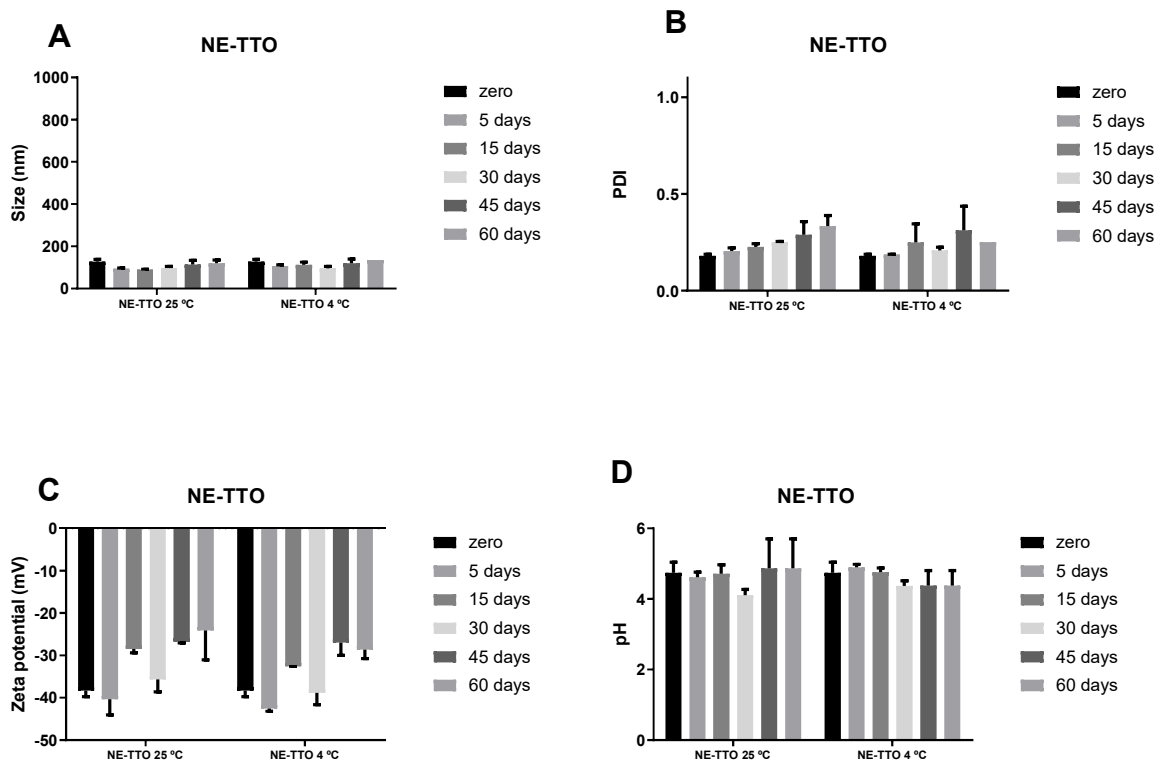 A
NE-TTO
Size (nm)
1000
800
600
400
200
0
NE-TTO 25 ºC
NE-TTO 4 ºC
zero
5 days
15 days
30 days
45 days
60 days
B
NE-TTO
PDI
1.0
0.5
0.0
NE-TTO 25 ºC
NE-TTO 4 ºC
zero
5 days
15 days
30 days
45 days
60 days
C
NE-TTO
Zeta potential (mV)
0
-10
-20
-30
-40
-50
NE-TTO 25 ºC
NE-TTO 4 ºC
zero
5 days
15 days
30 days
45 days
60 days
D
NE-TTO
pH
6
4
2
0
NE-TTO 25 ºC
NE-TTO 4 ºC
zero
5 days
15 days
30 days
45 days
60 days